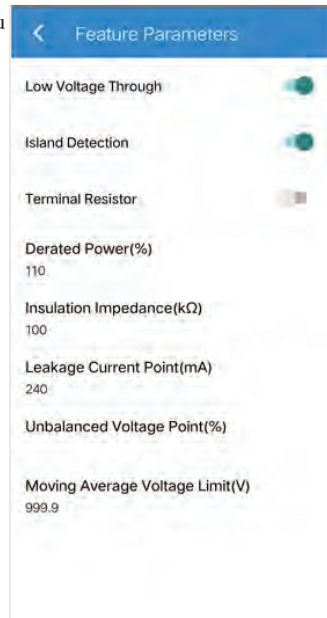 u
Feature Parameters
Low Voltage Through
Island Detection
Terminal Resistor
Derated Power(%)
110
Insulation Impedance(kΩ)
100
Leakage Current Point(mA)
240
Unbalanced Voltage Point(%)
Moving Average Voltage Limit(V)
999.9